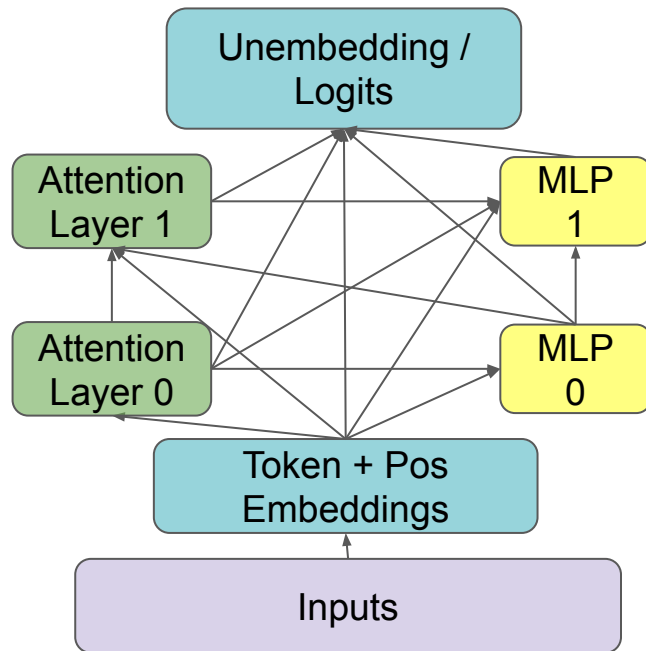 Unembedding /
Logits
Attention
Layer 1
MLP
1
Attention
Layer 0
MLP
0
Token + Pos
Embeddings
Inputs